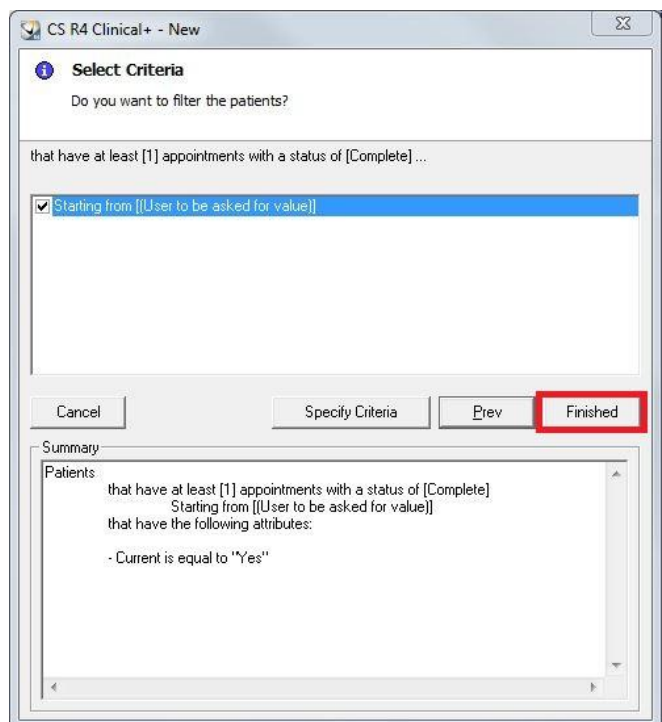 CS R4 Clinical+ - New
Select Criteria
Do you want to filter the patients?
that have at least [1] appointments with a status of [Complete] ...
Starting from [(User to be asked for value)]
Cancel
Specify Criteria
Prev
Finished
Summary
Patients
that have at least [1] appointments with a status of [Complete]
Starting from [(User to be asked for value)]
that have the following attributes:
- Current is equal to "Yes"